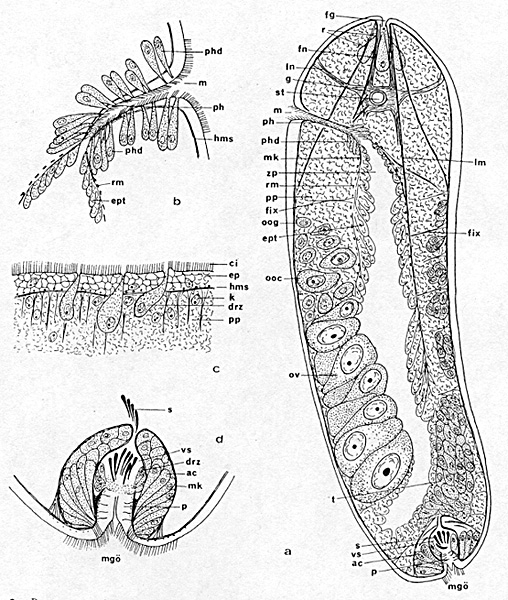 phd
m
ph
hms
phd
rm
ept
b
ci
ep
hms
k
drz
pp
c
s
d
vs
drz
ac
mk
p
mgö
fg
r
fn
ln
g
st
m
ph
phd
mk
zp
rm
pp
fix
oog
ept
ooc
ov
t
s
vs
ac
p
a
lm
fix
mgö